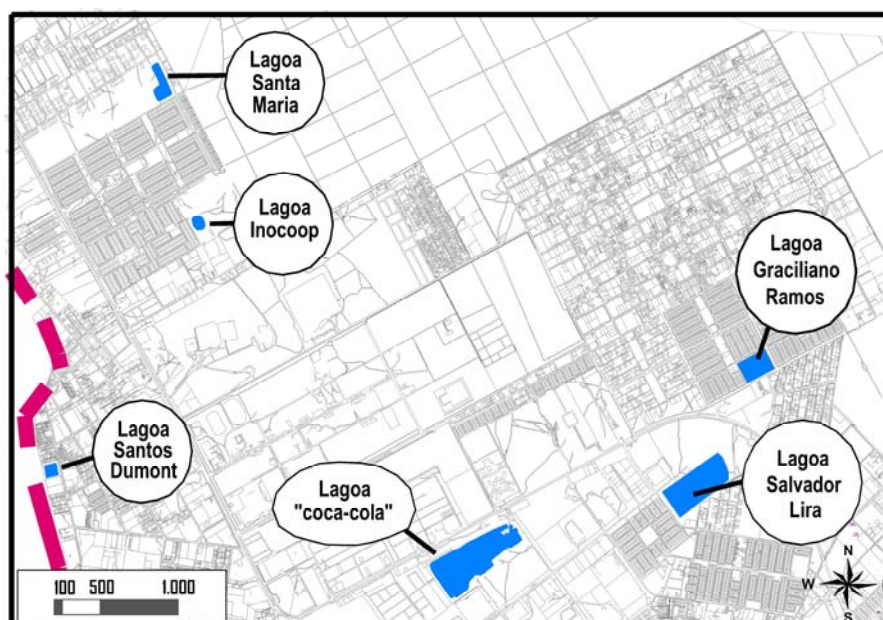 Lagoa
Santa
Maria
Lagoa
Inocoop
Lagoa
Graciliano
Ramos
Lagoa
Santos
Dumont
Lagoa
"coca-cola"
Lagoa
Salvador
Lira
100 500 1.000
N
W
S